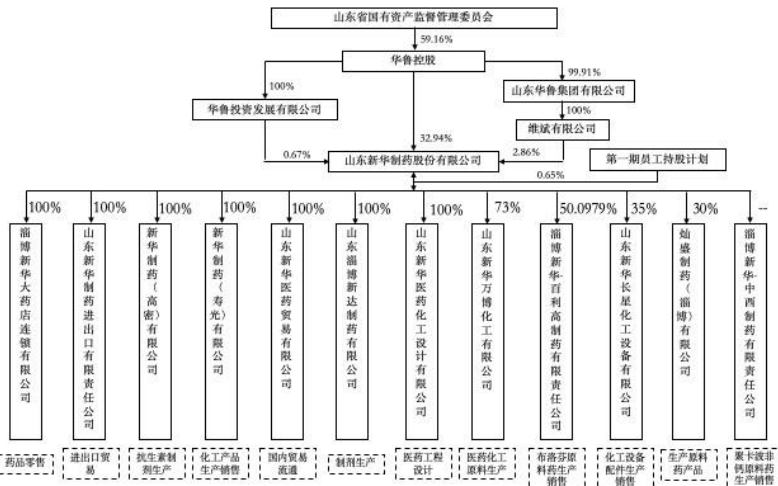 山东省国有资产监督管理委员会
59.16%
华鲁控股
100%
99.91%
山东华鲁集团有限公司
华鲁投资发展有限公司
100%
维斌有限公司
32.94%
0.67%
山东新华制药股份有限公司
2.86%
第一期员工持股计划
0.65%
100%
100%
100%
100%
100%
100%
100%
73%
50.0979%
35%
30%
--
淄博新华大药店连锁有限公司
山东新华制药进出口有限责任公司
新华制药（高密）有限公司
新华制药（寿光）有限公司
山东新华医药贸易有限公司
山东淄博新达制药有限公司
山东新华医药化工设计有限公司
山东新华万博化工有限公司
淄博新华-百利高制药有限责任公司
山东新华长星化工设备有限公司
灿盛制药（淄博）有限公司
淄博新华-中西制药有限责任公司
药品零售
进出口贸
易
抗生素制
剂生产
化工产品
生产销售
国内贸易
流通
制剂生产
医药工程
设计
医药化工
原料生产
布洛芬原
料药生产
销售
化工设备
配件生产
销售
生产原料
药产品
聚卡波非
钙原料药
生产销售